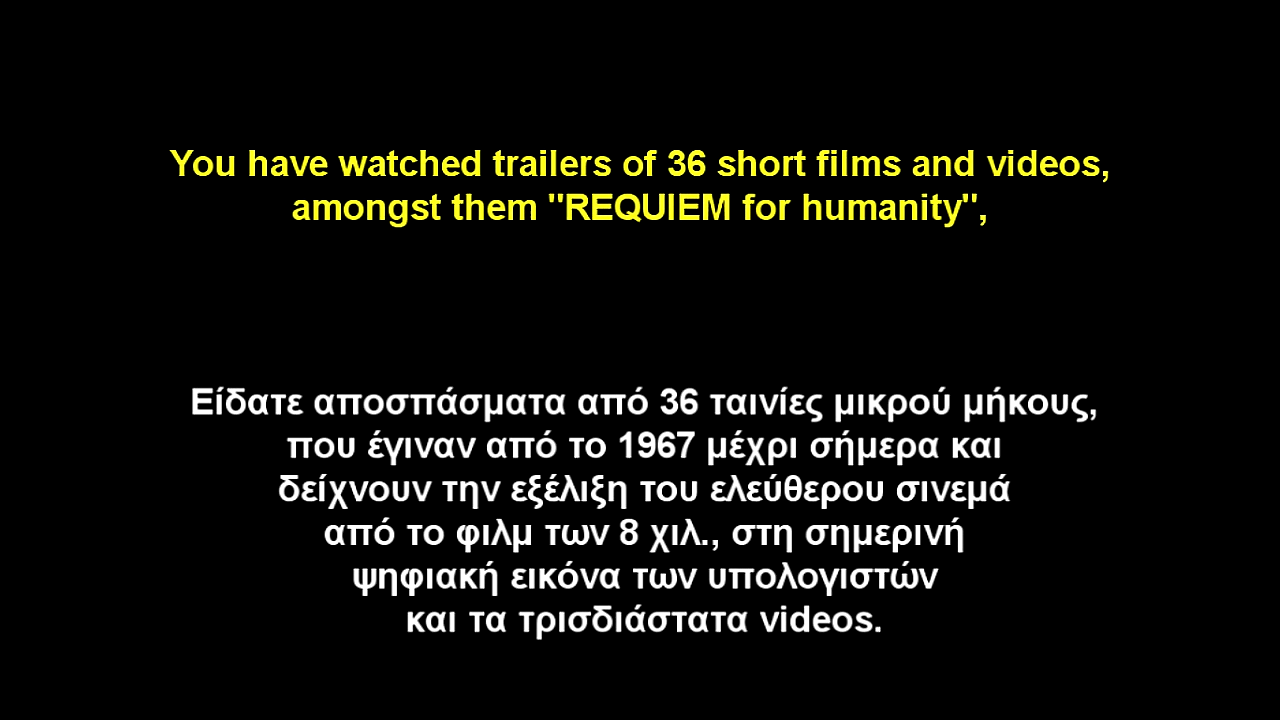 You have watched trailers of 36 short films and videos,
amongst them "REQUIEM for humanity",
Είδατε αποσπάσματα από 36 ταινίες μικρού μήκους,
που έγιναν από το 1967 μέχρι σήμερα και
δείχνουν την εξέλιξη του ελεύθερου σινεμά
από το φιλμ των 8 χιλ., στη σημερινή
ψηφιακή εικόνα των υπολογιστών
και τα τρισδιάστατα videos.